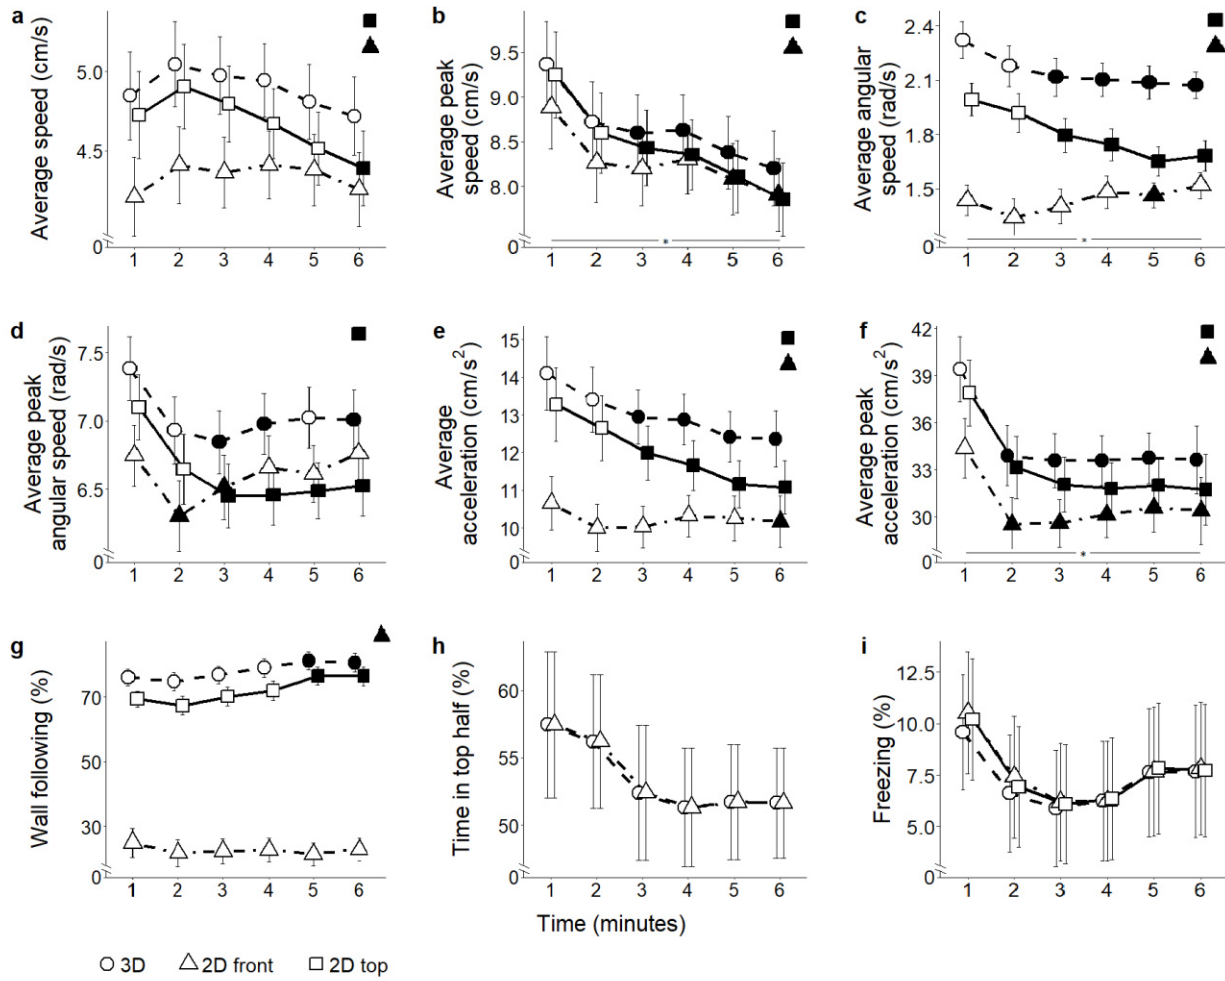 a
Average speed (cm/s)
5.0
4.5
0
1 2 3 4 5 6
b
Average peak
speed (cm/s)
9.5
9.0
8.5
8.0
0
*
1 2 3 4 5 6
c
Average angular
speed (rad/s)
2.4
2.1
1.8
1.5
0
*
1 2 3 4 5 6
d
Average peak
angular speed (rad/s)
7.5
7.0
6.5
0
1 2 3 4 5 6
e
Average
acceleration (cm/s²)
15
14
13
12
11
10
0
1 2 3 4 5 6
f
Average peak
acceleration (cm/s²)
42
39
36
33
30
0
*
1 2 3 4 5 6
g
Wall following (%)
70
50
30
0
1 2 3 4 5 6
h
Time in top half (%)
60
55
50
0
1 2 3 4 5 6
i
Freezing (%)
12.5
10.0
7.5
5.0
0
1 2 3 4 5 6
Time (minutes)
3D 2D front 2D top